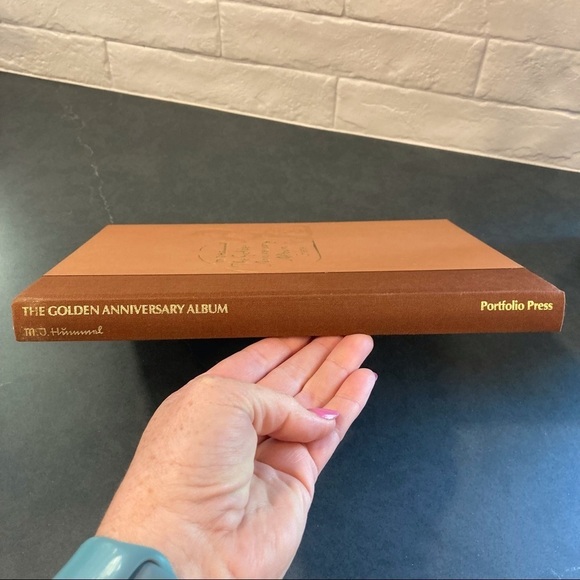 THE GOLDEN ANNIVERSARY ALBUM
M.J. Hummel
Portfolio Press